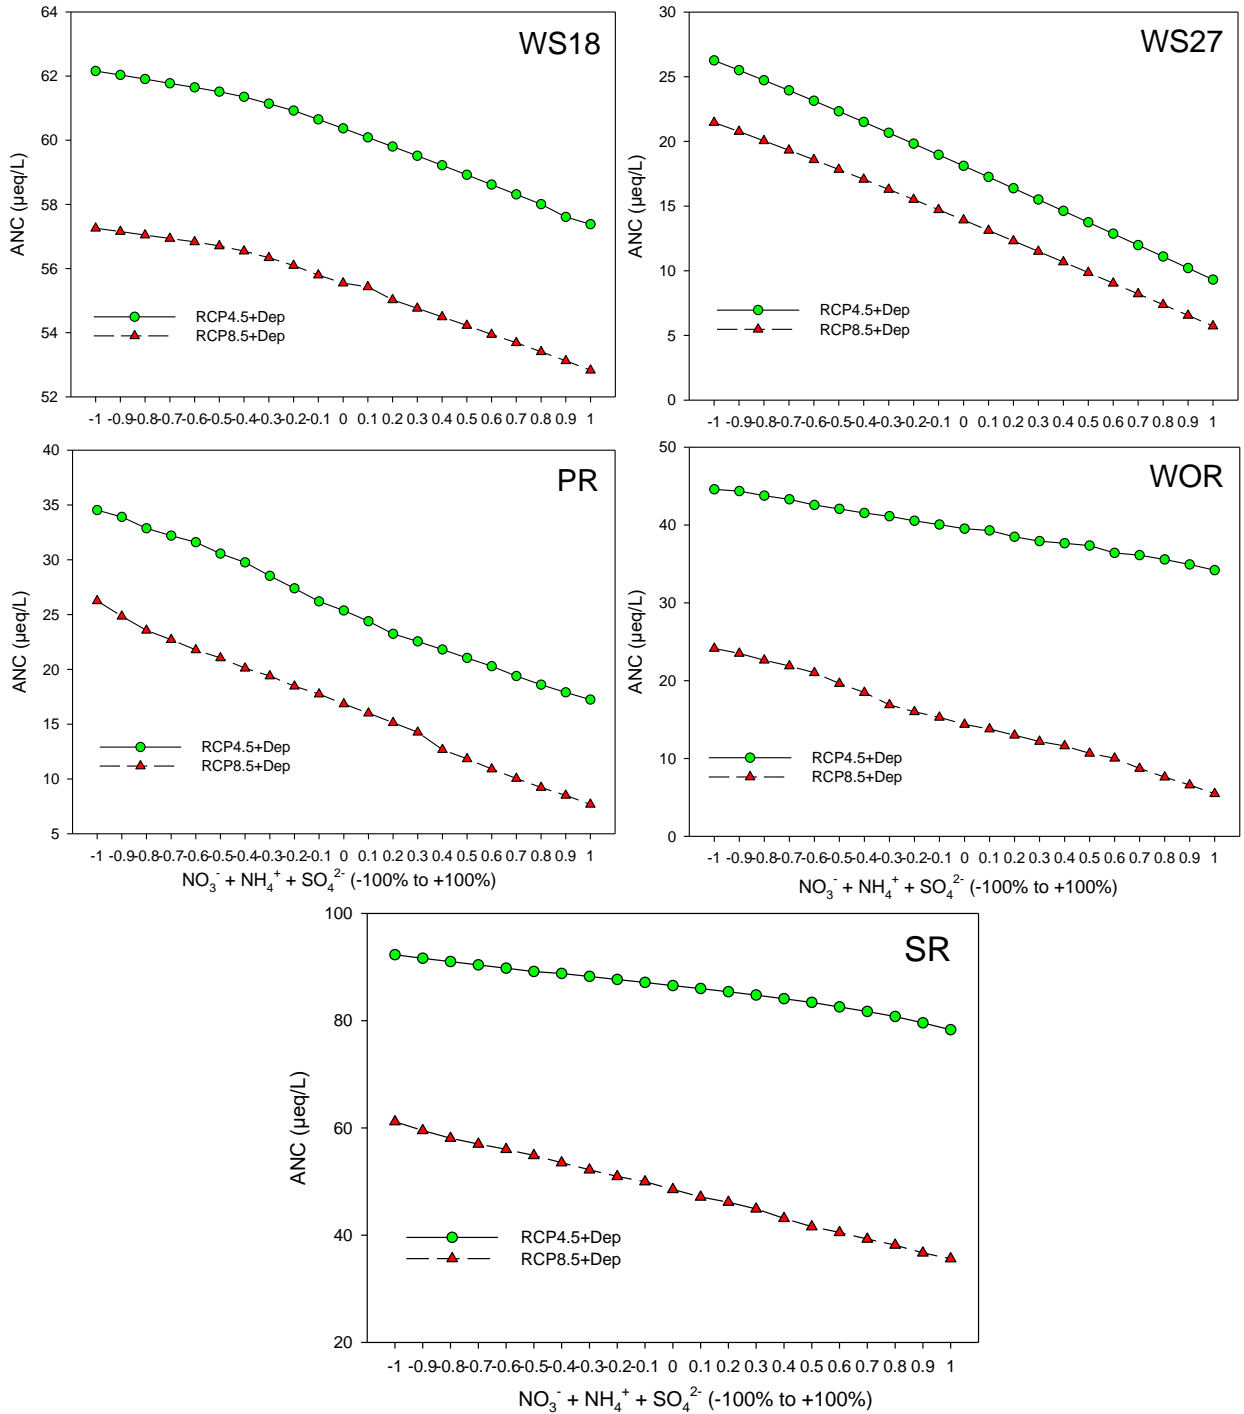 WS18
64
62
60
58
56
54
52
ANC (µeq/L)
RCP4.5+Dep
RCP8.5+Dep
-1 -0.9-0.8-0.7-0.6-0.5-0.4-0.3-0.2-0.1 0 0.1 0.2 0.3 0.4 0.5 0.6 0.7 0.8 0.9 1
WS27
30
25
20
15
10
5
0
ANC (µeq/L)
RCP4.5+Dep
RCP8.5+Dep
-1 -0.9-0.8-0.7-0.6-0.5-0.4-0.3-0.2-0.1 0 0.1 0.2 0.3 0.4 0.5 0.6 0.7 0.8 0.9 1
PR
40
35
30
25
20
15
10
5
ANC (µeq/L)
RCP4.5+Dep
RCP8.5+Dep
-1 -0.9-0.8-0.7-0.6-0.5-0.4-0.3-0.2-0.1 0 0.1 0.2 0.3 0.4 0.5 0.6 0.7 0.8 0.9 1
NO₃⁻ + NH₄⁺ + SO₄²⁻ (-100% to +100%)
WOR
50
40
30
20
10
0
ANC (µeq/L)
RCP4.5+Dep
RCP8.5+Dep
-1 -0.9-0.8-0.7-0.6-0.5-0.4-0.3-0.2-0.1 0 0.1 0.2 0.3 0.4 0.5 0.6 0.7 0.8 0.9 1
NO₃⁻ + NH₄⁺ + SO₄²⁻ (-100% to +100%)
SR
100
80
60
40
20
ANC (µeq/L)
RCP4.5+Dep
RCP8.5+Dep
-1 -0.9-0.8-0.7-0.6-0.5-0.4-0.3-0.2-0.1 0 0.1 0.2 0.3 0.4 0.5 0.6 0.7 0.8 0.9 1
NO₃⁻ + NH₄⁺ + SO₄²⁻ (-100% to +100%)